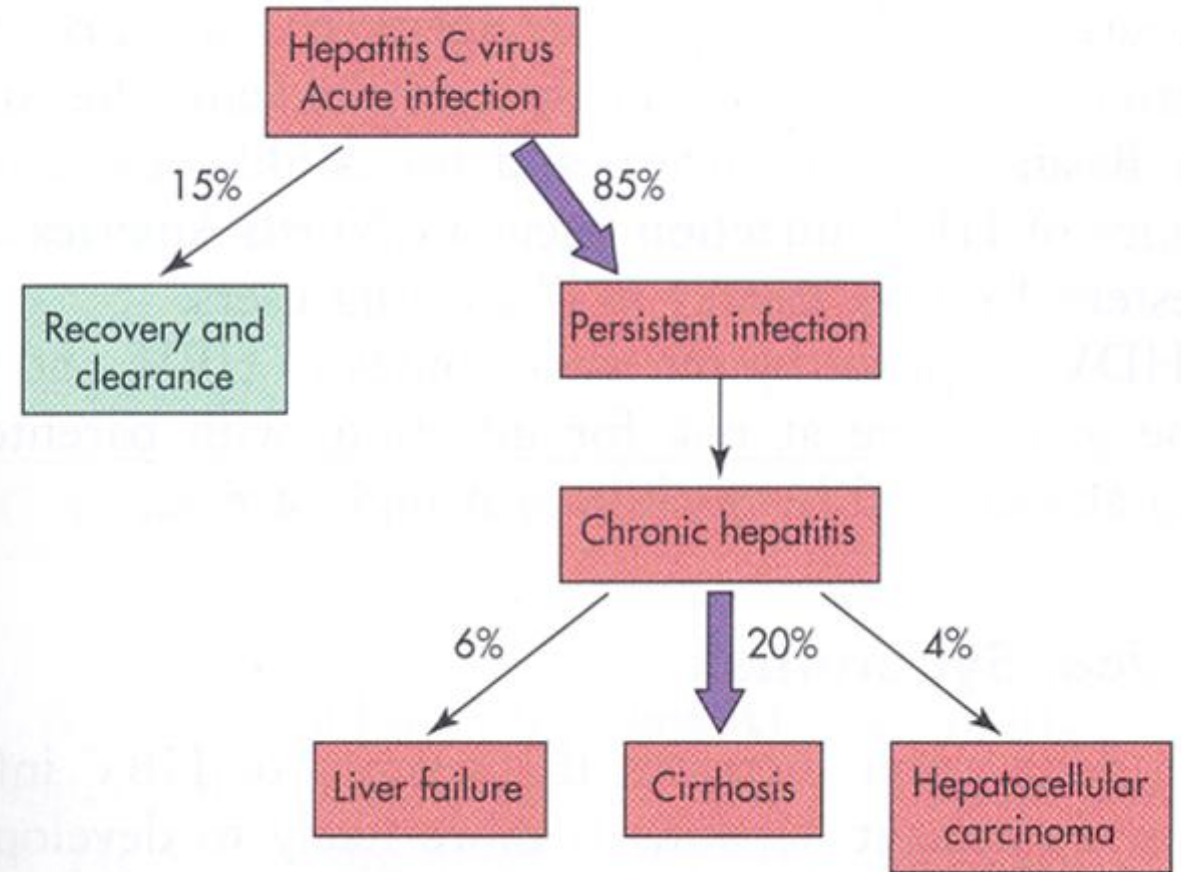 Hepatitis C virus
Acute infection
15%
85%
Recovery and
clearance
Persistent infection
Chronic hepatitis
6%
20%
4%
Liver failure
Cirrhosis
Hepatocellular
carcinoma